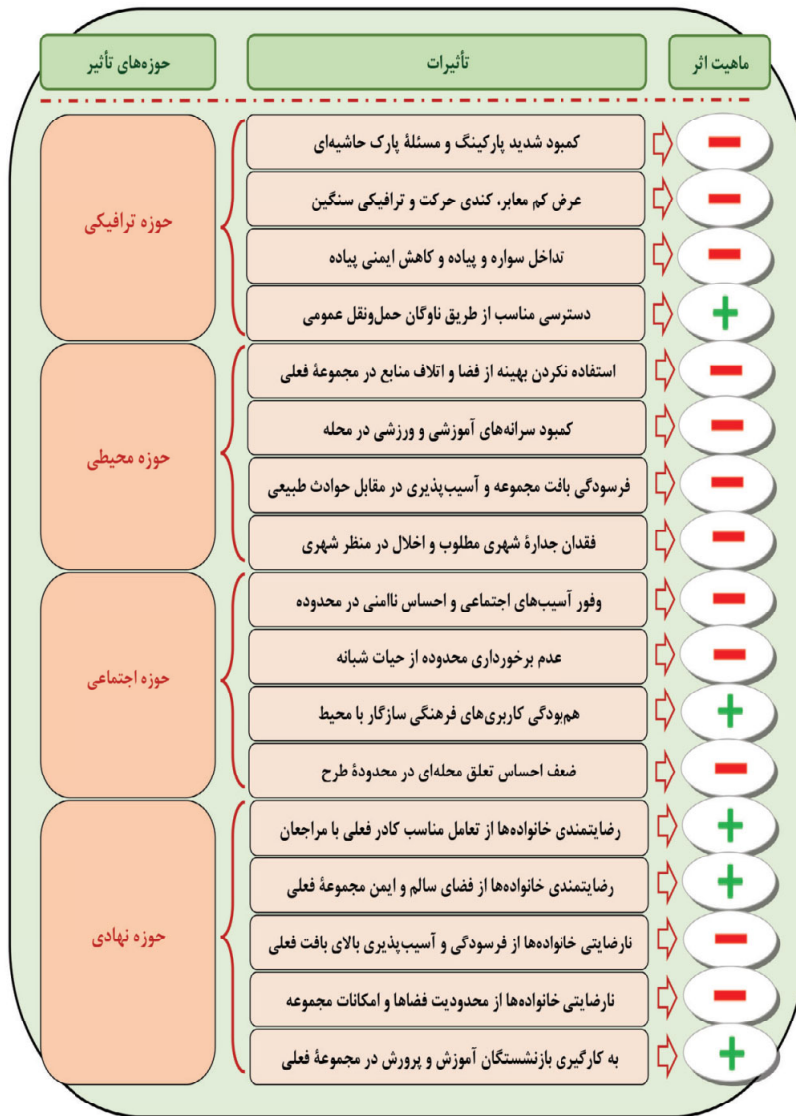 ماهیت اثر
تأثیرات
حوزه‌های تأثیر
حوزه ترافیکی
کمبود شدید پارکینگ و مسئلهٔ پارک حاشیه‌ای
عرض کم معابر، کندی حرکت و ترافیکی سنگین
تداخل سواره و پیاده و کاهش ایمنی پیاده
دسترسی مناسب از طریق ناوگان حمل‌ونقل عمومی
حوزه محیطی
استفاده نکردن بهینه از فضا و اتلاف منابع در مجموعهٔ فعلی
کمبود سرانه‌های آموزشی و ورزشی در محله
فرسودگی بافت مجموعه و آسیب‌پذیری در مقابل حوادث طبیعی
فقدان جدارهٔ شهری مطلوب و اخلال در منظر شهری
حوزه اجتماعی
وفور آسیب‌های اجتماعی و احساس ناامنی در محدوده
عدم برخورداری محدوده از حیات شبانه
هم‌بودگی کاربری‌های فرهنگی سازگار با محیط
ضعف احساس تعلق محله‌ای در محدودهٔ طرح
حوزه نهادی
رضایتمندی خانواده‌ها از تعامل مناسب کادر فعلی با مراجعان
رضایتمندی خانواده‌ها از فضای سالم و ایمن مجموعهٔ فعلی
نارضایتی خانواده‌ها از فرسودگی و آسیب‌پذیری بالای بافت فعلی
نارضایتی خانواده‌ها از محدودیت فضاها و امکانات مجموعه
به کارگیری بازنشستگان آموزش و پرورش در مجموعهٔ فعلی